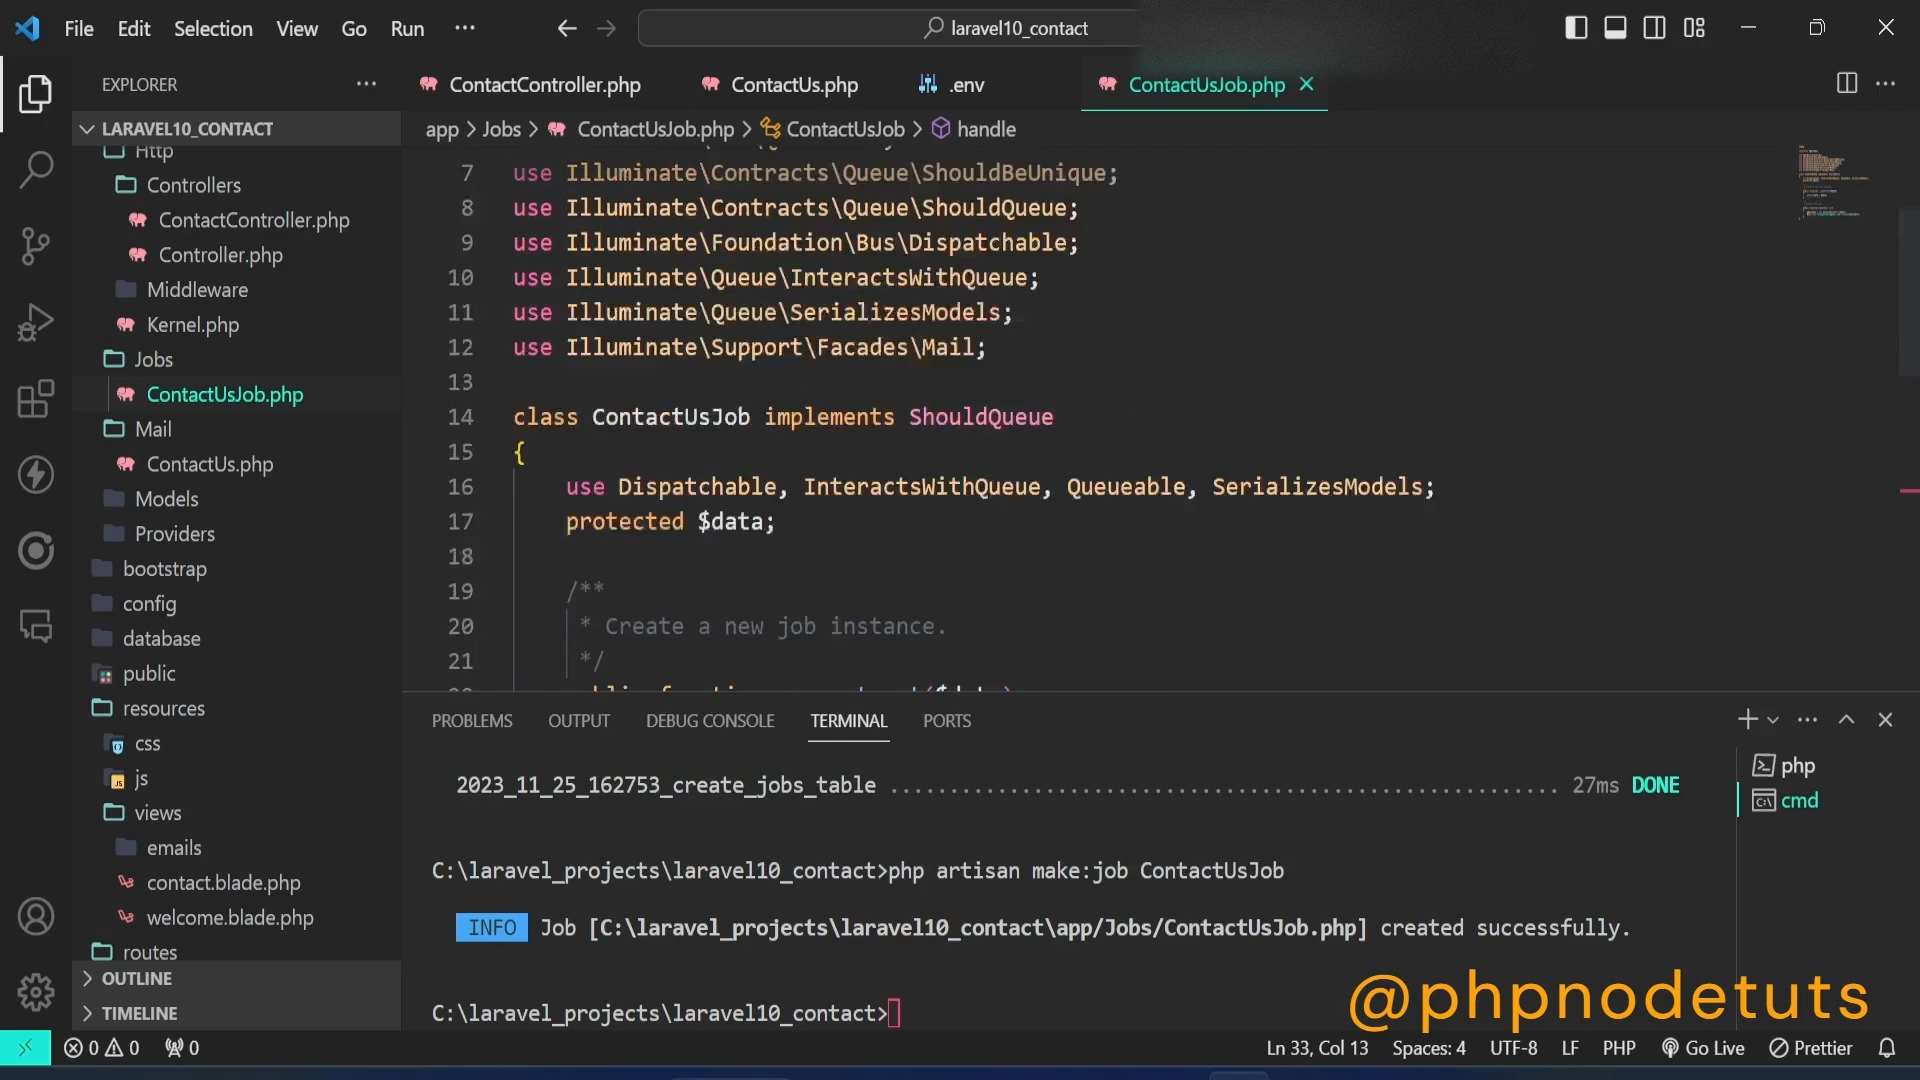 File Edit Selection View Go Run ... laravel10_contact
EXPLORER ...
ContactController.php ContactUs.php .env ContactUsJob.php
LARAVEL10_CONTACT
app > Jobs > ContactUsJob.php > ContactUsJob > handle
Http
Controllers
ContactController.php
Controller.php
Middleware
Kernel.php
Jobs
ContactUsJob.php
Mail
ContactUs.php
Models
Providers
bootstrap
config
database
public
resources
css
js
views
emails
contact.blade.php
welcome.blade.php
routes
OUTLINE
TIMELINE
7 use Illuminate\Contracts\Queue\ShouldBeUnique;
8 use Illuminate\Contracts\Queue\ShouldQueue;
9 use Illuminate\Foundation\Bus\Dispatchable;
10 use Illuminate\Queue\InteractsWithQueue;
11 use Illuminate\Queue\SerializesModels;
12 use Illuminate\Support\Facades\Mail;
13
14 class ContactUsJob implements ShouldQueue
15 {
16 use Dispatchable, InteractsWithQueue, Queueable, SerializesModels;
17 protected $data;
18
19 /**
20 * Create a new job instance.
21 */
PROBLEMS OUTPUT DEBUG CONSOLE TERMINAL PORTS
2023_11_25_162753_create_jobs_table ........................................................ 27ms DONE
C:\laravel_projects\laravel10_contact>php artisan make:job ContactUsJob
INFO Job [C:\laravel_projects\laravel10_contact\app/Jobs/ContactUsJob.php] created successfully.
C:\laravel_projects\laravel10_contact>
php
cmd
@phpnodetuts
0 0 0 Ln 33, Col 13 Spaces: 4 UTF-8 LF PHP Go Live Prettier